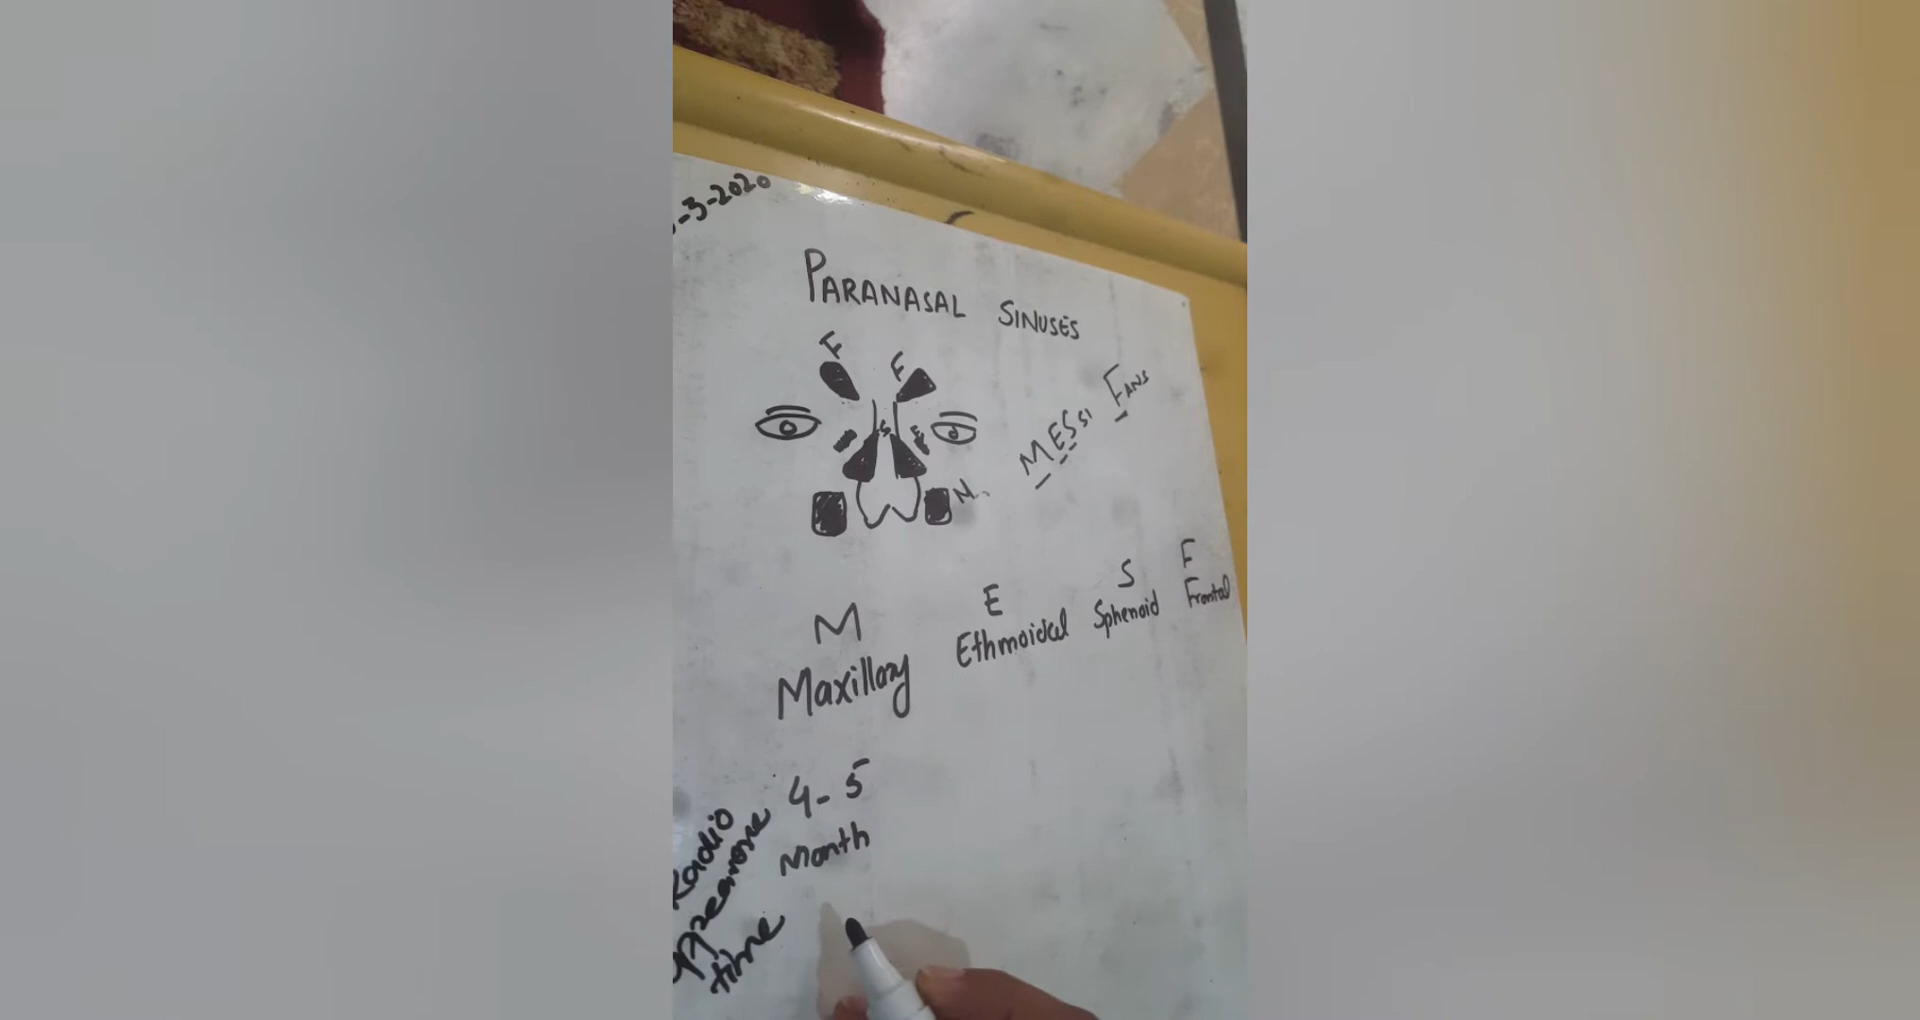 -3-2020
PARANASAL SINUSES
F
F
S
E
M.
MESSI FANS
M E S F
Maxillary Ethmoidal Sphenoid Frontal
4-5
Month
Radio
Appearance
time